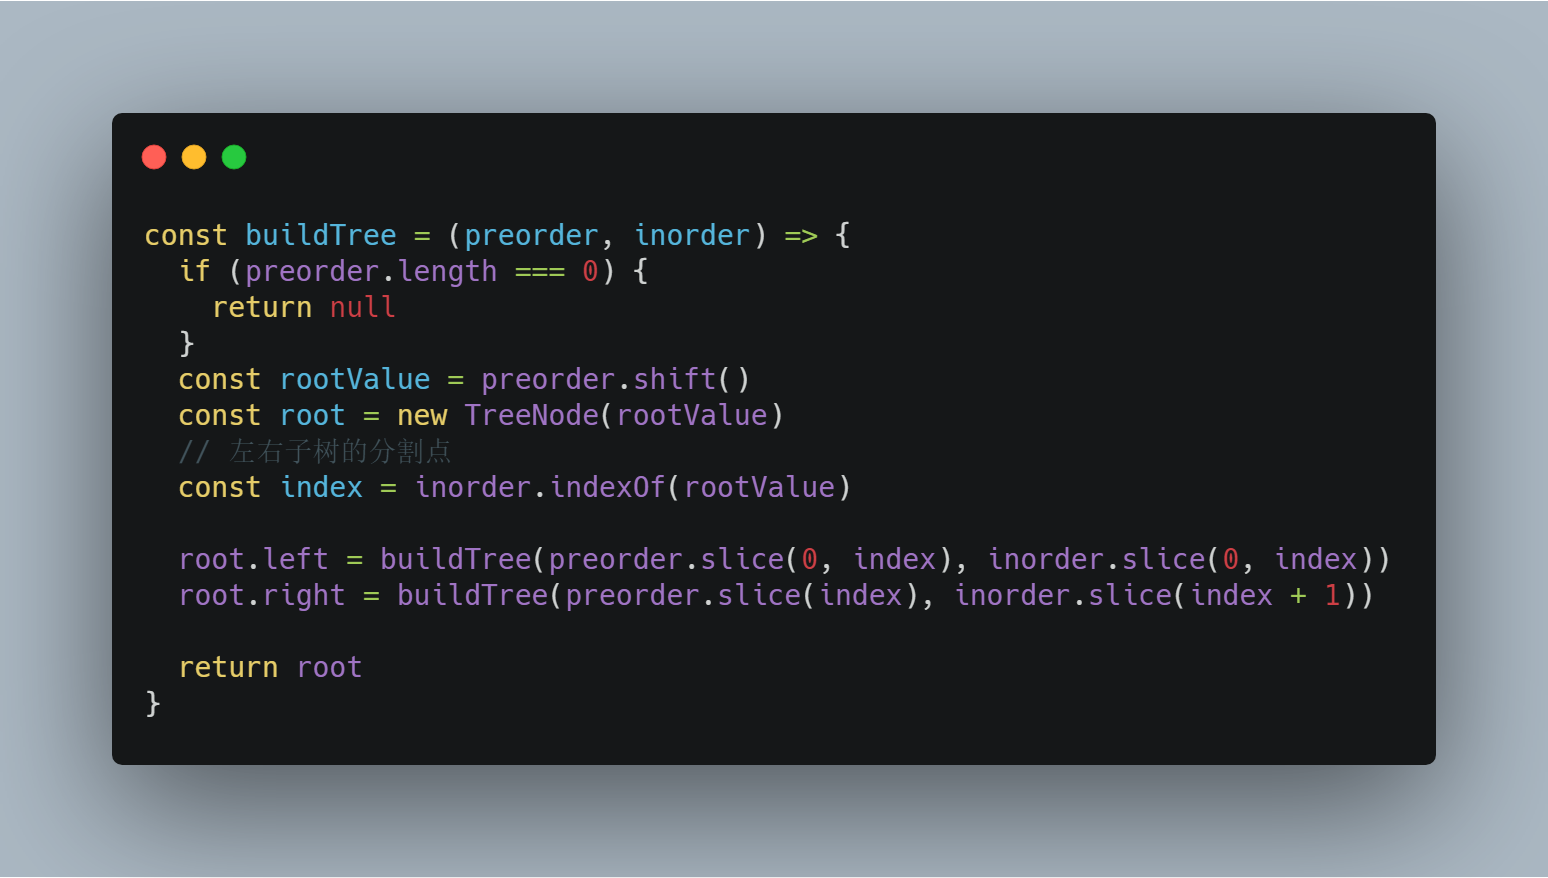 const buildTree = (preorder, inorder) => {
  if (preorder.length === 0) {
    return null
  }
  const rootValue = preorder.shift()
  const root = new TreeNode(rootValue)
  // 左右子树的分割点
  const index = inorder.indexOf(rootValue)

  root.left = buildTree(preorder.slice(0, index), inorder.slice(0, index))
  root.right = buildTree(preorder.slice(index), inorder.slice(index + 1))

  return root
}